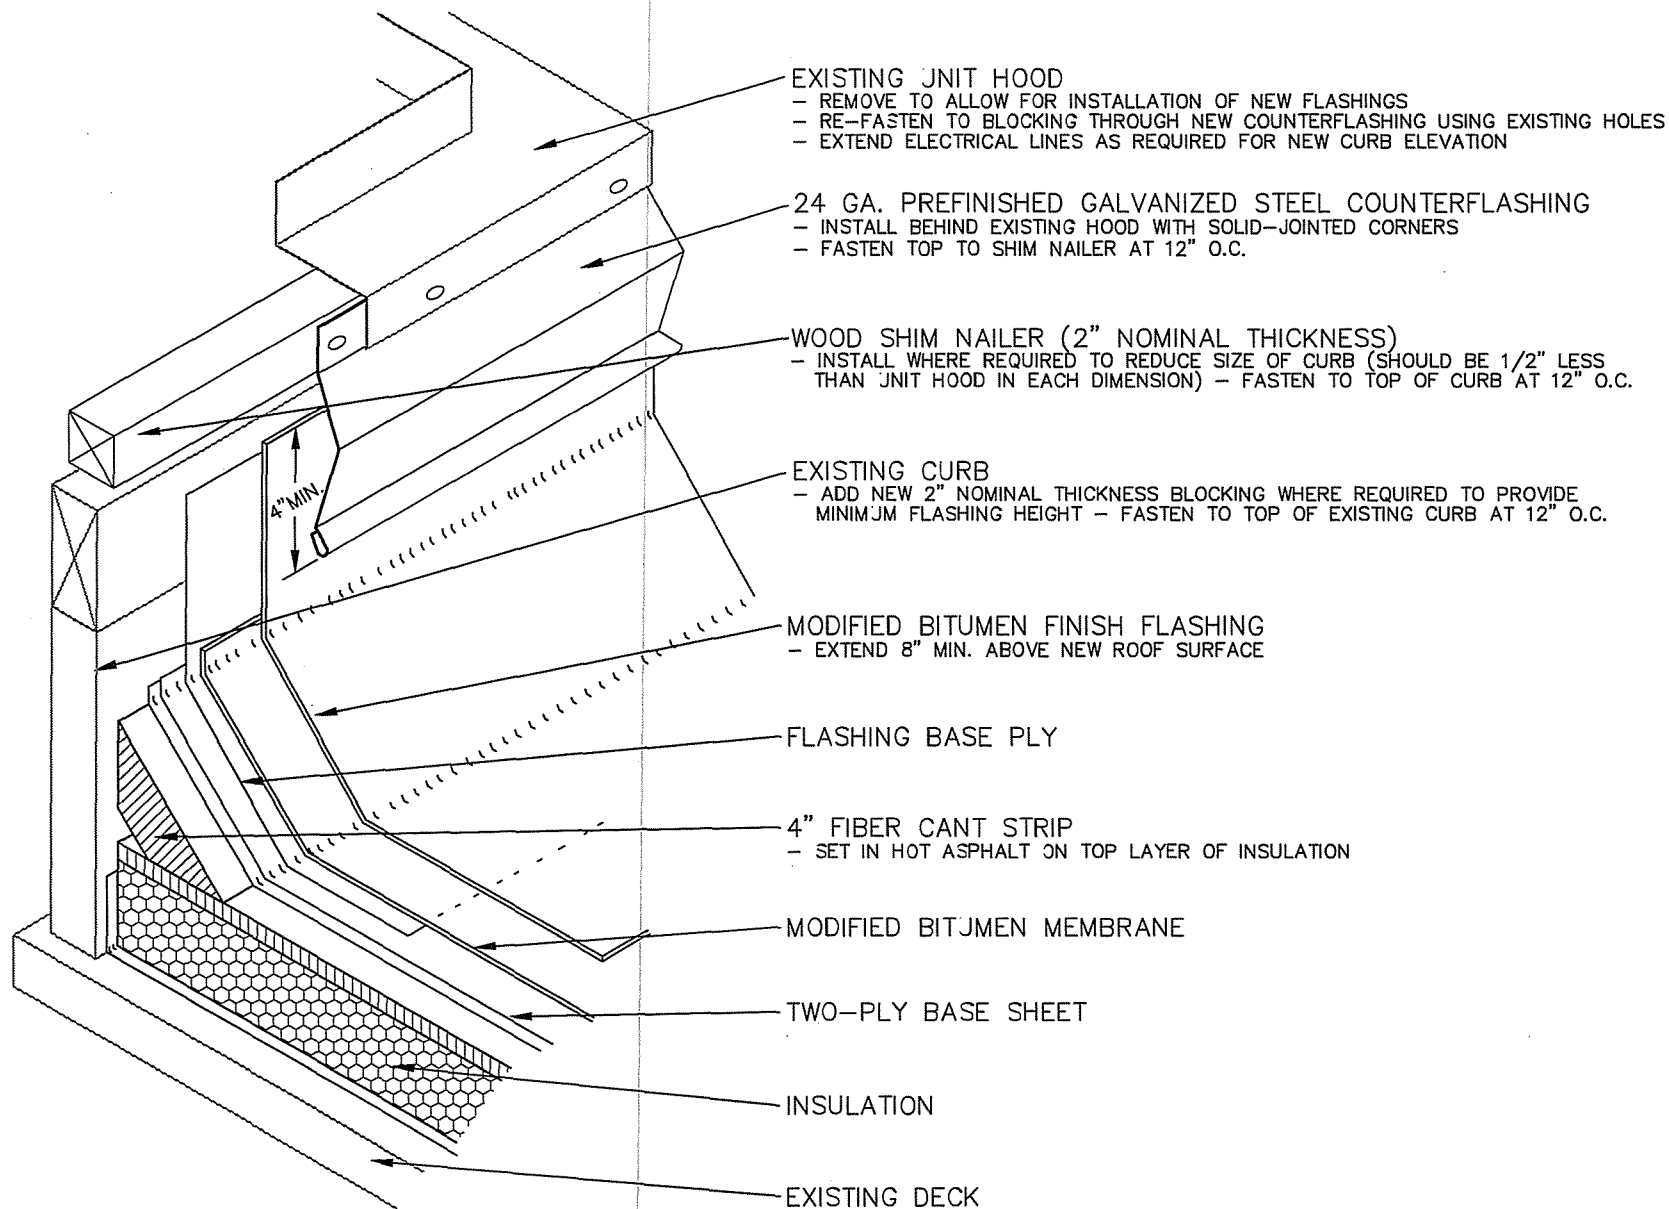 EXISTING UNIT HOOD
– REMOVE TO ALLOW FOR INSTALLATION OF NEW FLASHINGS
– RE–FASTEN TO BLOCKING THROUGH NEW COUNTERFLASHING USING EXISTING HOLES
– EXTEND ELECTRICAL LINES AS REQUIRED FOR NEW CURB ELEVATION
24 GA. PREFINISHED GALVANIZED STEEL COUNTERFLASHING
– INSTALL BEHIND EXISTING HOOD WITH SOLID–JOINTED CORNERS
– FASTEN TOP TO SHIM NAILER AT 12" O.C.
WOOD SHIM NAILER (2" NOMINAL THICKNESS)
– INSTALL WHERE REQUIRED TO REDUCE SIZE OF CURB (SHOULD BE 1/2" LESS
THAN UNIT HOOD IN EACH DIMENSION) – FASTEN TO TOP OF CURB AT 12" O.C.
EXISTING CURB
– ADD NEW 2" NOMINAL THICKNESS BLOCKING WHERE REQUIRED TO PROVIDE
MINIMUM FLASHING HEIGHT – FASTEN TO TOP OF EXISTING CURB AT 12" O.C.
4" MIN.
MODIFIED BITUMEN FINISH FLASHING
– EXTEND 8" MIN. ABOVE NEW ROOF SURFACE
FLASHING BASE PLY
4" FIBER CANT STRIP
– SET IN HOT ASPHALT ON TOP LAYER OF INSULATION
MODIFIED BITUMEN MEMBRANE
TWO–PLY BASE SHEET
INSULATION
EXISTING DECK